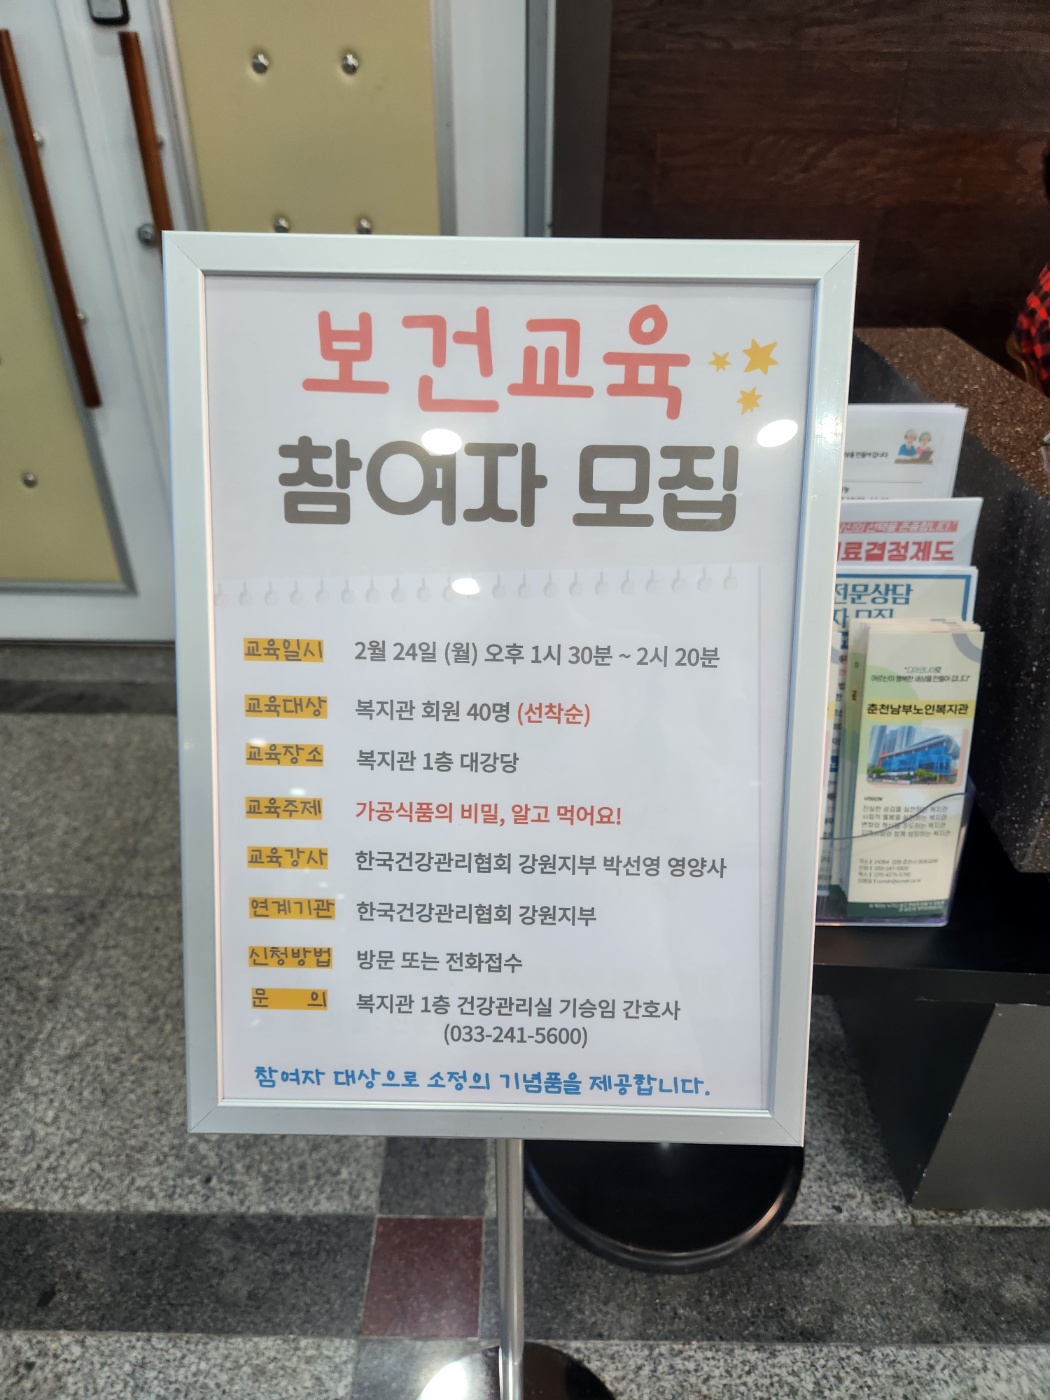 보건교육
참여자 모집
교육일시 2월 24일 (월) 오후 1시 30분 ~ 2시 20분
교육대상 복지관 회원 40명 (선착순)
교육장소 복지관 1층 대강당
교육주제 가공식품의 비밀, 알고 먹어요!
교육강사 한국건강관리협회 강원지부 박선영 영양사
연계기관 한국건강관리협회 강원지부
신청방법 방문 또는 전화접수
문 의 복지관 1층 건강관리실 기승임 간호사
(033-241-5600)
참여자 대상으로 소정의 기념품을 제공합니다.
료결정제도
전문상담
춘천남부노인복지관